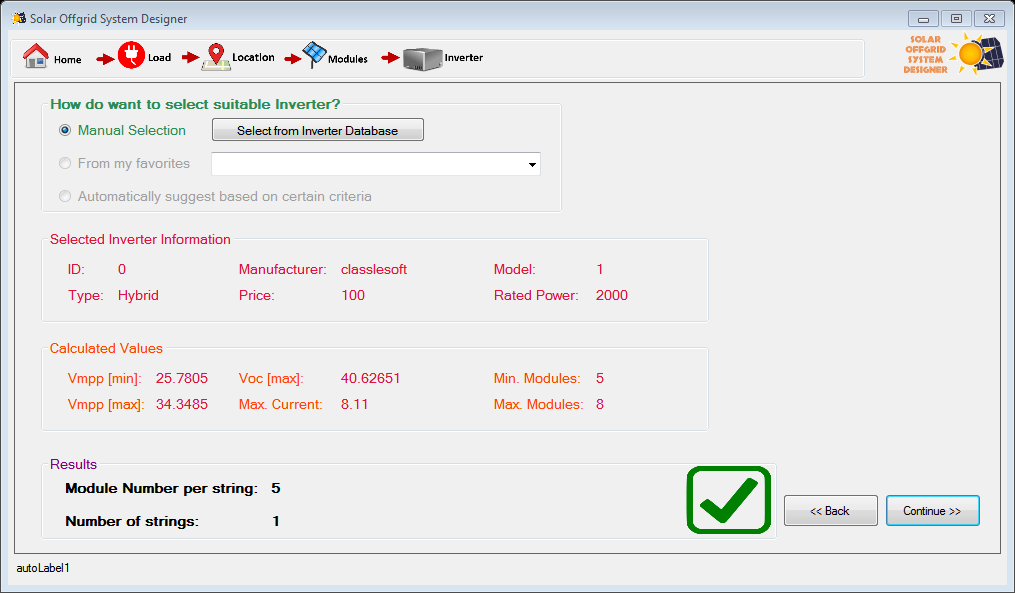 Solar Offgrid System Designer
Home Load Location Modules Inverter
SOLAR
OFFGRID
SYSTEM
DESIGNER
How do want to select suitable Inverter?
Manual Selection Select from Inverter Database
From my favorites
Automatically suggest based on certain criteria
Selected Inverter Information
ID: 0 Manufacturer: classlesoft Model: 1
Type: Hybrid Price: 100 Rated Power: 2000
Calculated Values
Vmpp [min]: 25.7805 Voc [max]: 40.62651 Min. Modules: 5
Vmpp [max]: 34.3485 Max. Current: 8.11 Max. Modules: 8
Results
Module Number per string: 5
Number of strings: 1
<< Back Continue >>
autoLabel1